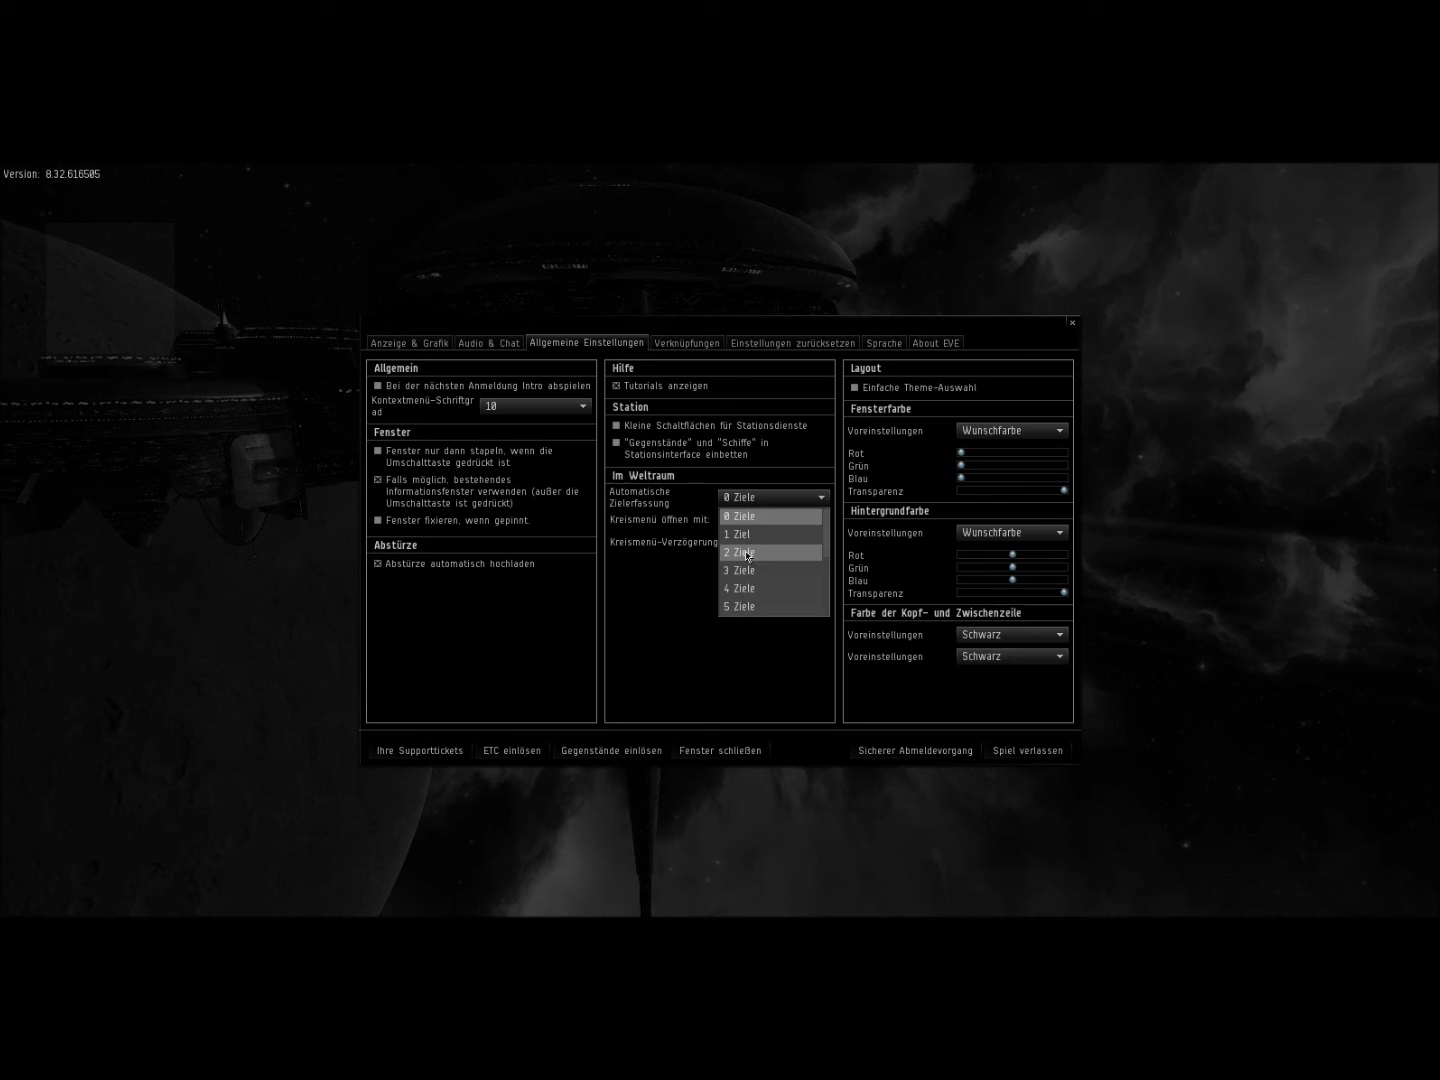 Version: 8.32.616505
Anzeige & Grafik
Audio & Chat
Allgemeine Einstellungen
Verknüpfungen
Einstellungen zurücksetzen
Sprache
About EVE
Allgemein
Bei der nächsten Anmeldung Intro abspielen
Kontextmenü-Schriftgr
ad
10
Fenster
Fenster nur dann stapeln, wenn die
Umschalttaste gedrückt ist
Falls möglich, bestehendes
Informationsfenster verwenden (außer die
Umschalttaste ist gedrückt)
Fenster fixieren, wenn gepinnt.
Abstürze
Abstürze automatisch hochladen
Hilfe
Tutorials anzeigen
Station
Kleine Schaltflächen für Stationsdienste
"Gegenstände" und "Schiffe" in
Stationsinterface einbetten
Im Weltraum
Automatische
Zielerfassung
0 Ziele
Kreismenü öffnen mit:
Kreismenü-Verzögerung
0 Ziele
1 Ziel
2 Ziele
3 Ziele
4 Ziele
5 Ziele
Layout
Einfache Theme-Auswahl
Fensterfarbe
Voreinstellungen
Wunschfarbe
Rot
Grün
Blau
Transparenz
Hintergrundfarbe
Voreinstellungen
Wunschfarbe
Rot
Grün
Blau
Transparenz
Farbe der Kopf- und Zwischenzeile
Voreinstellungen
Schwarz
Voreinstellungen
Schwarz
Ihre Supporttickets
ETC einlösen
Gegenstände einlösen
Fenster schließen
Sicherer Abmeldevorgang
Spiel verlassen